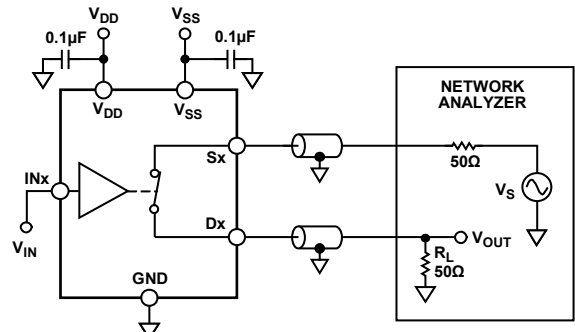 VDD
VSS
0.1µF
0.1µF
VDD
VSS
NETWORK
ANALYZER
Sx
50Ω
VS
INx
VIN
Dx
VOUT
RL
50Ω
GND